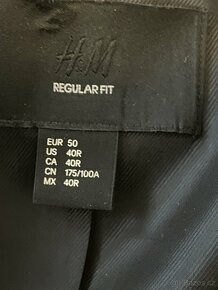 H&M
REGULAR FIT
EUR 50
US 40R
CA 40R
CN 175/100A
MX 40R